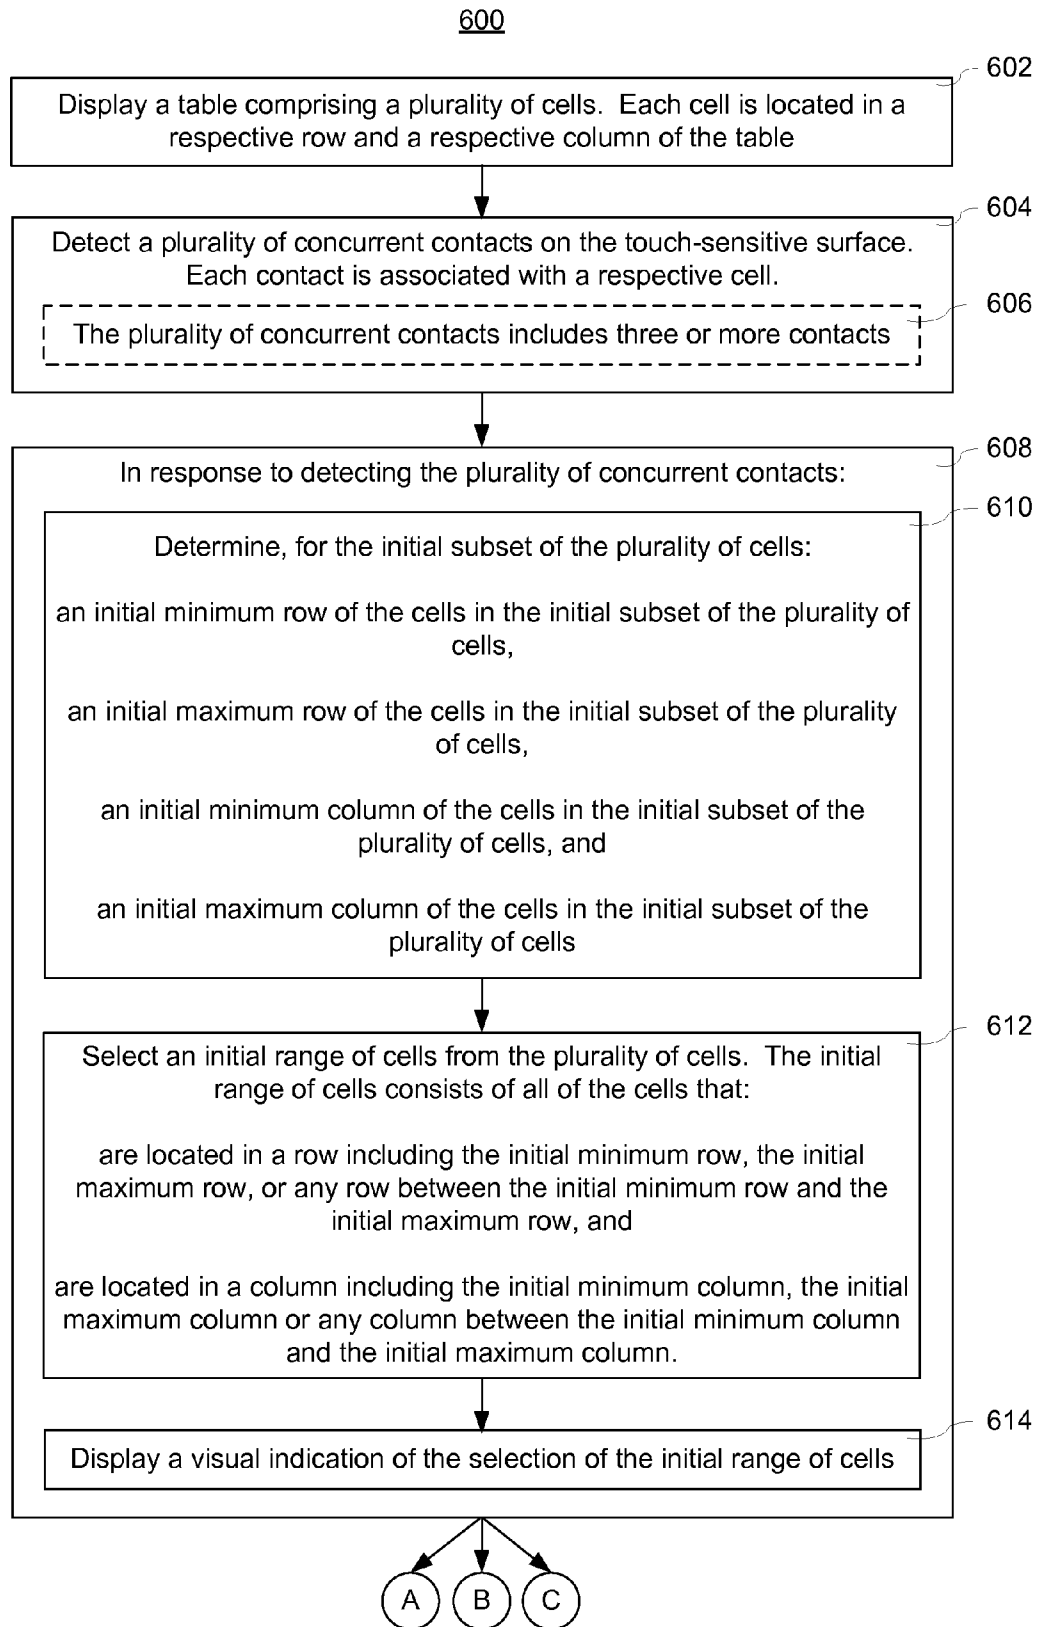 600
602
Display a table comprising a plurality of cells. Each cell is located in a
respective row and a respective column of the table
604
Detect a plurality of concurrent contacts on the touch-sensitive surface.
Each contact is associated with a respective cell.
606
The plurality of concurrent contacts includes three or more contacts
608
In response to detecting the plurality of concurrent contacts:
610
Determine, for the initial subset of the plurality of cells:
an initial minimum row of the cells in the initial subset of the plurality of
cells,
an initial maximum row of the cells in the initial subset of the plurality
of cells,
an initial minimum column of the cells in the initial subset of the
plurality of cells, and
an initial maximum column of the cells in the initial subset of the
plurality of cells
612
Select an initial range of cells from the plurality of cells. The initial
range of cells consists of all of the cells that:
are located in a row including the initial minimum row, the initial
maximum row, or any row between the initial minimum row and the
initial maximum row, and
are located in a column including the initial minimum column, the initial
maximum column or any column between the initial minimum column
and the initial maximum column.
614
Display a visual indication of the selection of the initial range of cells
A B C